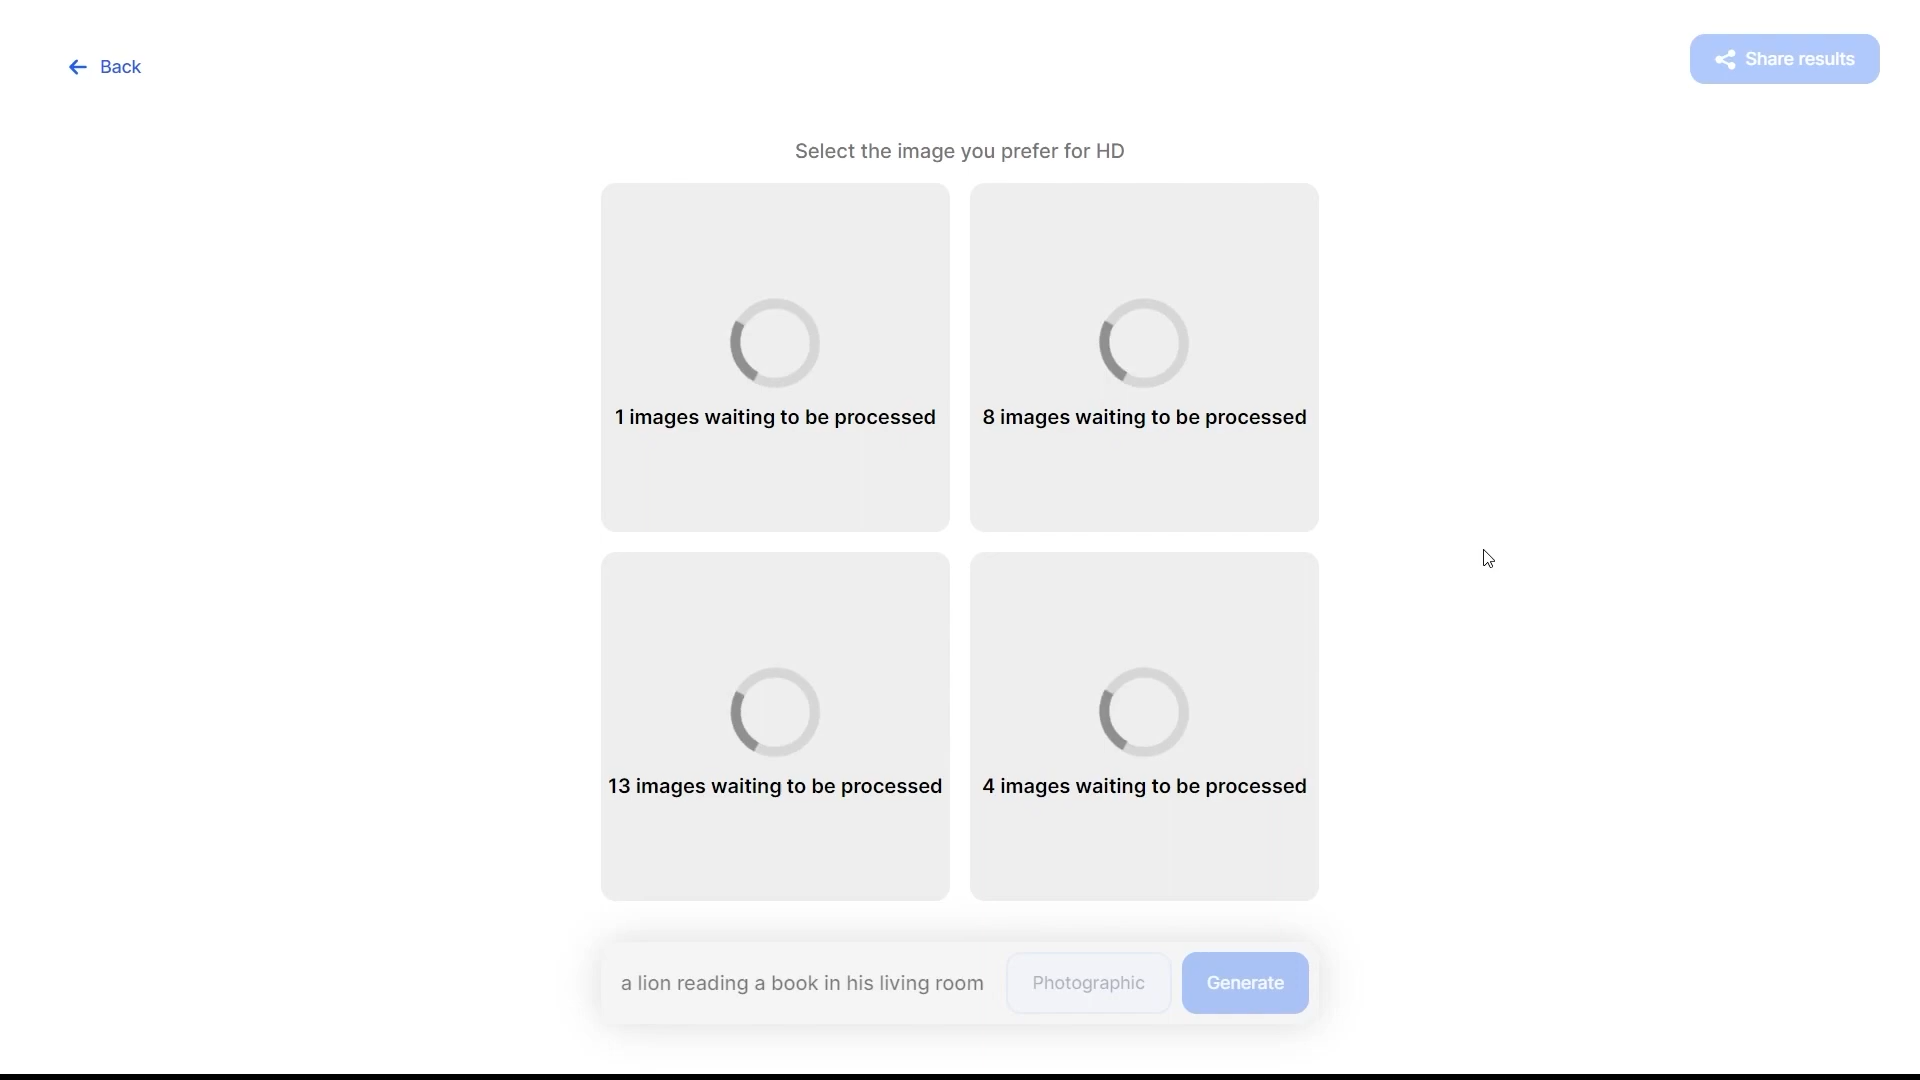 Back
Share results
Select the image you prefer for HD
1 images waiting to be processed
8 images waiting to be processed
13 images waiting to be processed
4 images waiting to be processed
a lion reading a book in his living room
Photographic
Generate